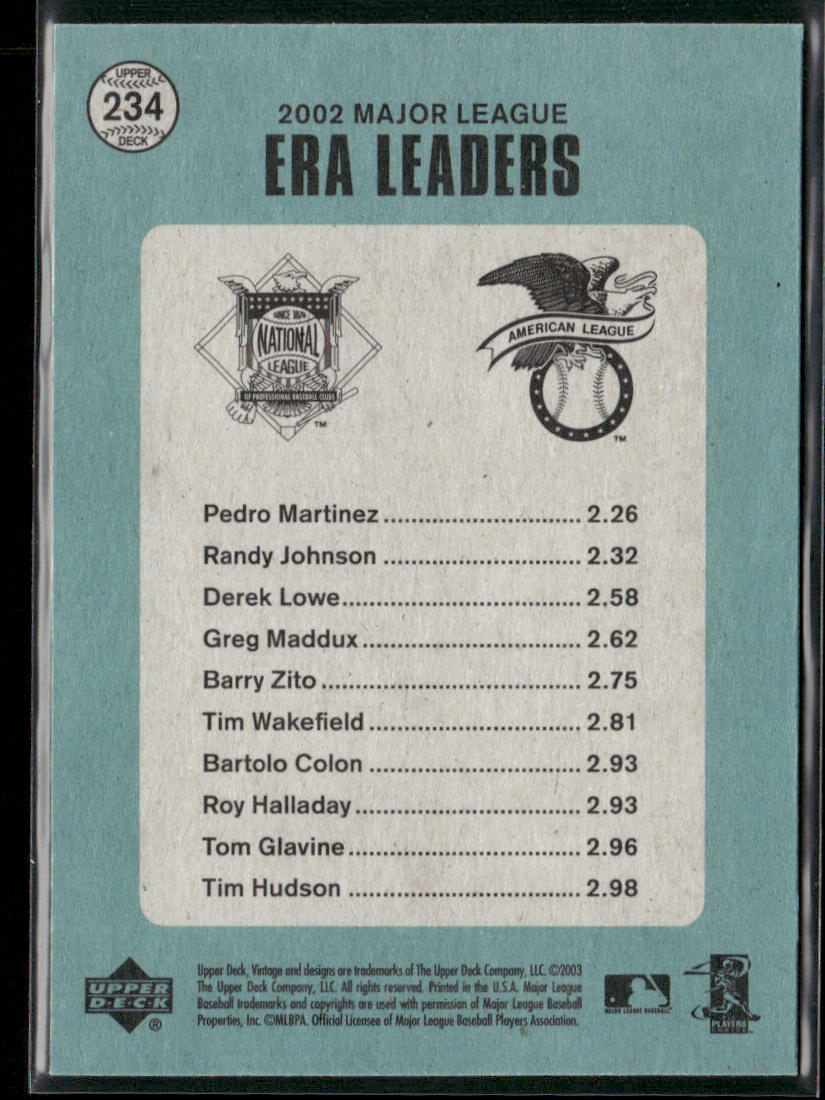 UPPER
234
DECK
2002 MAJOR LEAGUE
ERA LEADERS
SINCE 1876
NATIONAL
LEAGUE
OF PROFESSIONAL BASEBALL CLUBS
TM
AMERICAN LEAGUE
TM
Pedro Martinez............................ 2.26
Randy Johnson ............................ 2.32
Derek Lowe.................................. 2.58
Greg Maddux............................... 2.62
Barry Zito..................................... 2.75
Tim Wakefield.............................. 2.81
Bartolo Colon .............................. 2.93
Roy Halladay................................ 2.93
Tom Glavine................................. 2.96
Tim Hudson ................................. 2.98
UPPER
D·E·C·K
®
Upper Deck, Vintage and designs are trademarks of The Upper Deck Company, LLC. ©2003
The Upper Deck Company, LLC. All rights reserved. Printed in the U.S.A. Major League
Baseball trademarks and copyrights are used with permission of Major League Baseball
Properties, Inc. ©MLBPA. Official Licensee of Major League Baseball Players Association.
MAJOR LEAGUE BASEBALL
PLAYERS
CHOICE